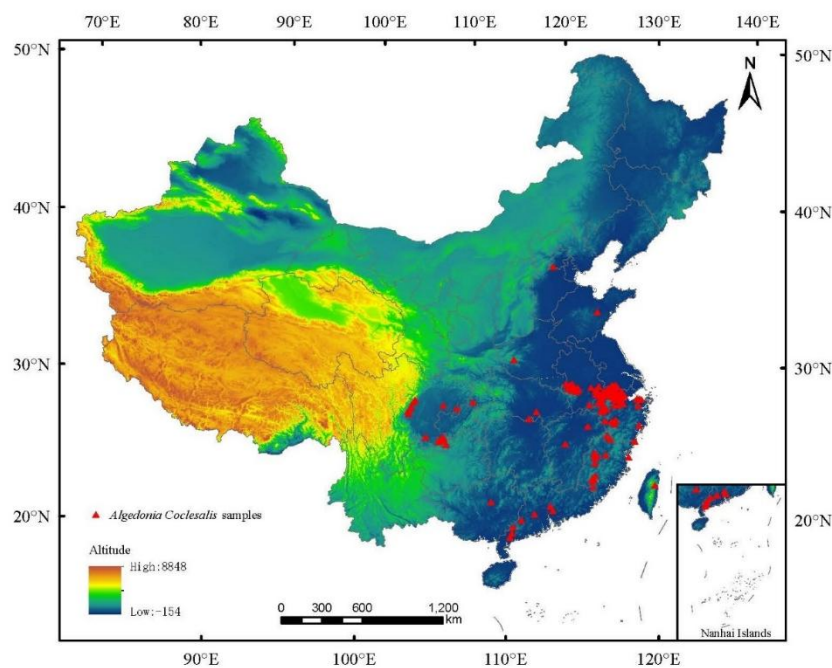 70°E 80°E 90°E 100°E 110°E 120°E 130°E 140°E
50°N 50°N
N
40°N 40°N
30°N 30°N
Algedonia Coclesalis samples
20°N 20°N
Altitude
High:8848
Low:-154
0 300 600 1,200
km
Nanhai Islands
90°E 100°E 110°E 120°E